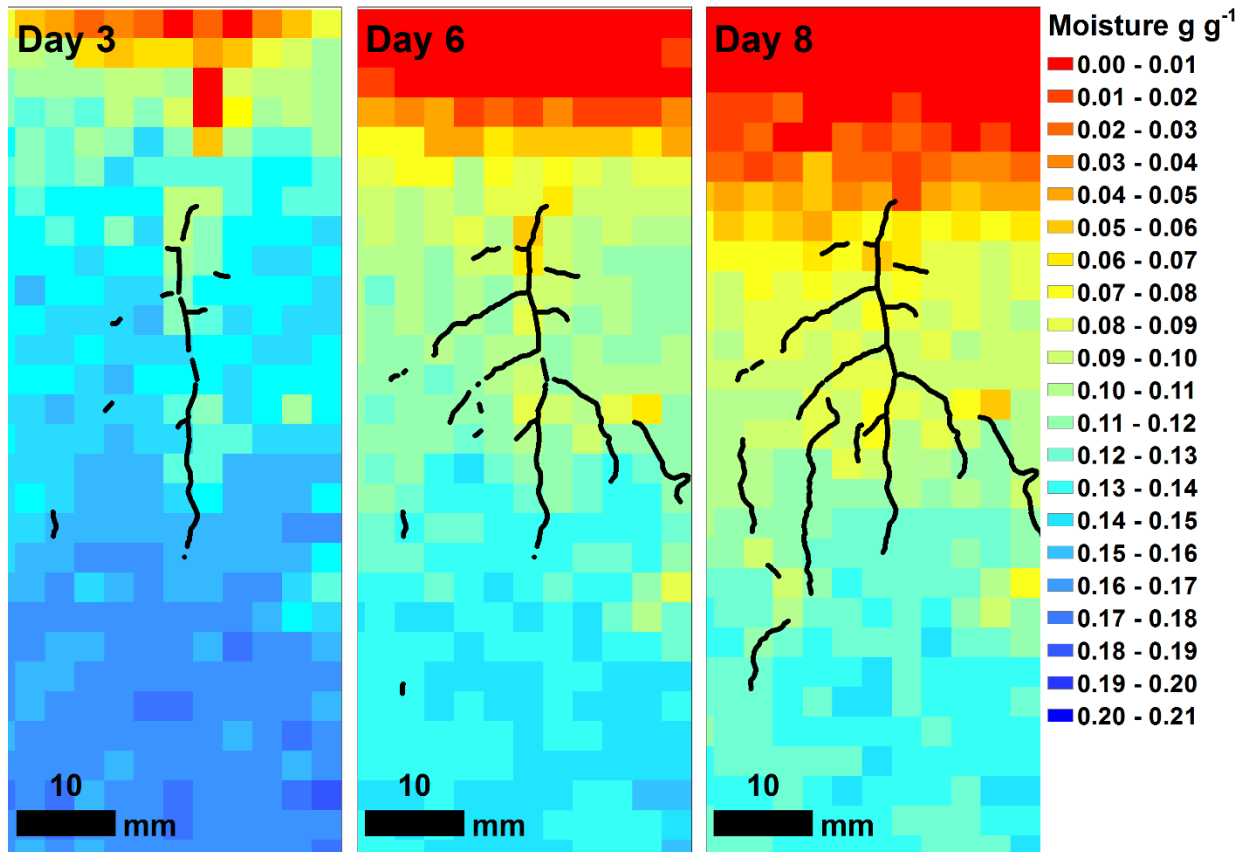 Day 3
Day 6
Day 8
Moisture g g⁻¹
0.00 - 0.01
0.01 - 0.02
0.02 - 0.03
0.03 - 0.04
0.04 - 0.05
0.05 - 0.06
0.06 - 0.07
0.07 - 0.08
0.08 - 0.09
0.09 - 0.10
0.10 - 0.11
0.11 - 0.12
0.12 - 0.13
0.13 - 0.14
0.14 - 0.15
0.15 - 0.16
0.16 - 0.17
0.17 - 0.18
0.18 - 0.19
0.19 - 0.20
0.20 - 0.21
10
mm
10
mm
10
mm